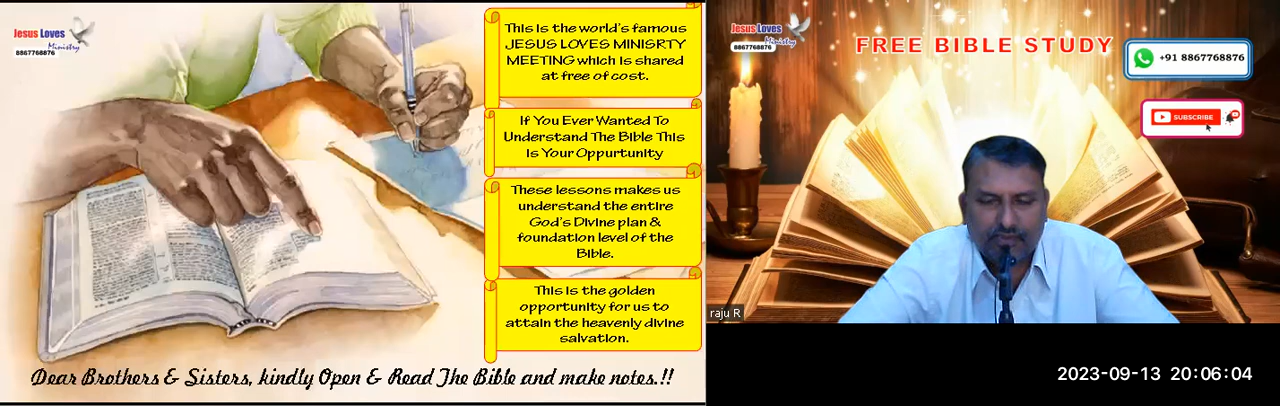 Jesus Loves
Ministry
8867768876
This is the world's famous
JESUS LOVES MINISRTY
MEETING which is shared
at free of cost.
If You Ever Wanted To
Understand The Bible This
Is Your Oppurtunity
These lessons makes us
understand the entire
God's Divine plan &
foundation level of the
Bible.
This is the golden
opportunity for us to
attain the heavenly divine
salvation.
Dear Brothers & Sisters, kindly Open & Read The Bible and make notes.!!
Jesus Loves
Ministry
8867768876
FREE BIBLE STUDY
+91 8867768876
SUBSCRIBE
raju R
2023-09-13 20:06:04